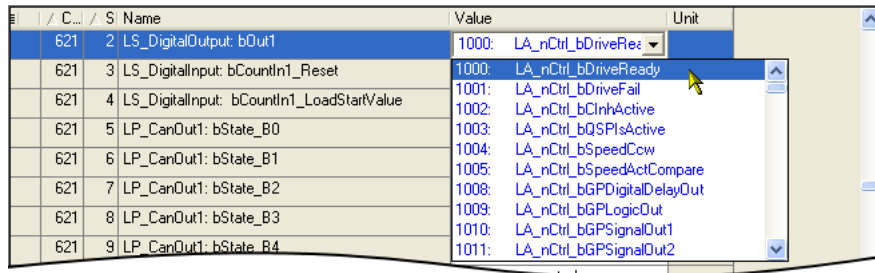 C... S Name Value Unit
621 2 LS_DigitalOutput: bOut1 1000: LA_nCtrl_bDriveRea
621 3 LS_DigitalInput: bCountIn1_Reset 1000: LA_nCtrl_bDriveReady
1001: LA_nCtrl_bDriveFail
621 4 LS_DigitalInput: bCountIn1_LoadStartValue 1002: LA_nCtrl_bCInhActive
621 5 LP_CanOut1: bState_B0 1003: LA_nCtrl_bQSPIsActive
1004: LA_nCtrl_bSpeedCcw
621 6 LP_CanOut1: bState_B1 1005: LA_nCtrl_bSpeedActCompare
621 7 LP_CanOut1: bState_B2 1008: LA_nCtrl_bGPDigitalDelayOut
621 8 LP_CanOut1: bState_B3 1009: LA_nCtrl_bGPLogicOut
1010: LA_nCtrl_bGPSignalOut1
621 9 LP_CanOut1: bState_B4 1011: LA_nCtrl_bGPSignalOut2